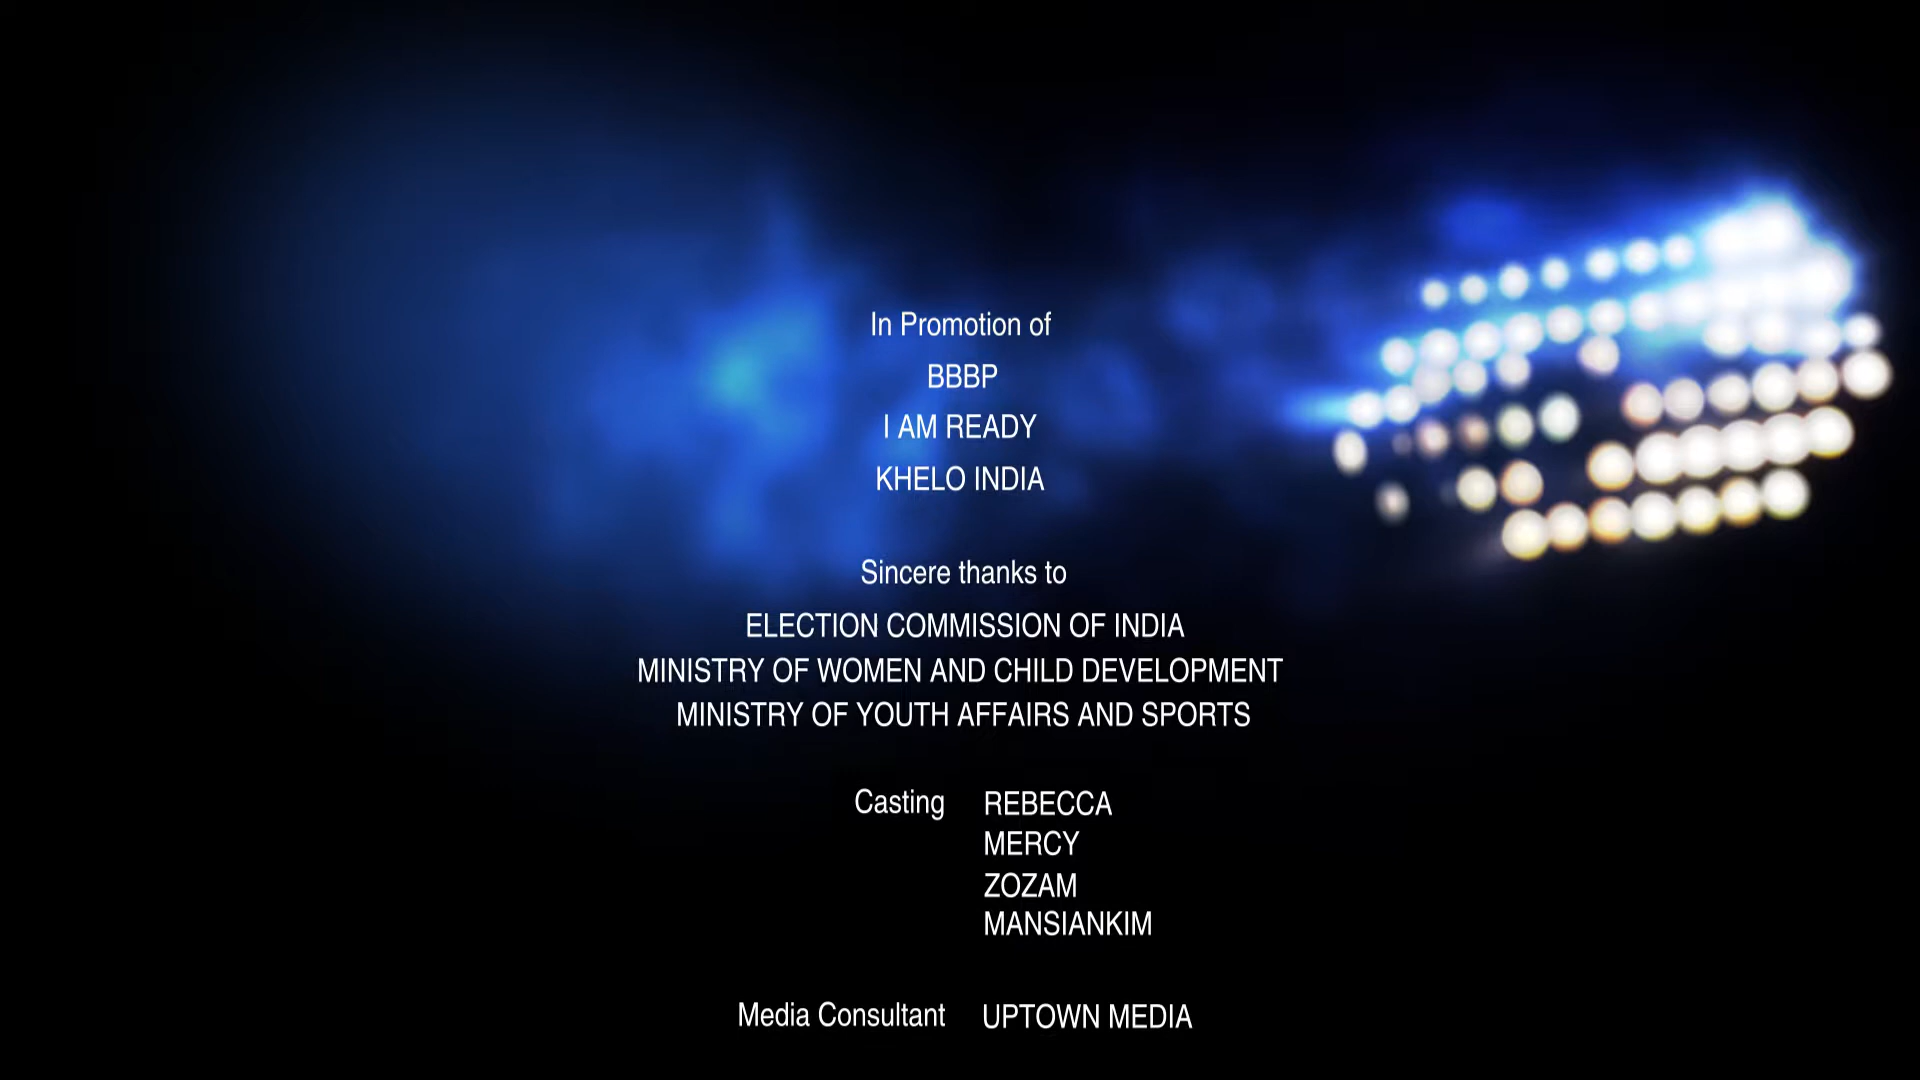 In Promotion of
BBBP
I AM READY
KHELO INDIA
Sincere thanks to
ELECTION COMMISSION OF INDIA
MINISTRY OF WOMEN AND CHILD DEVELOPMENT
MINISTRY OF YOUTH AFFAIRS AND SPORTS
Casting REBECCA
MERCY
ZOZAM
MANSIANKIM
Media Consultant UPTOWN MEDIA